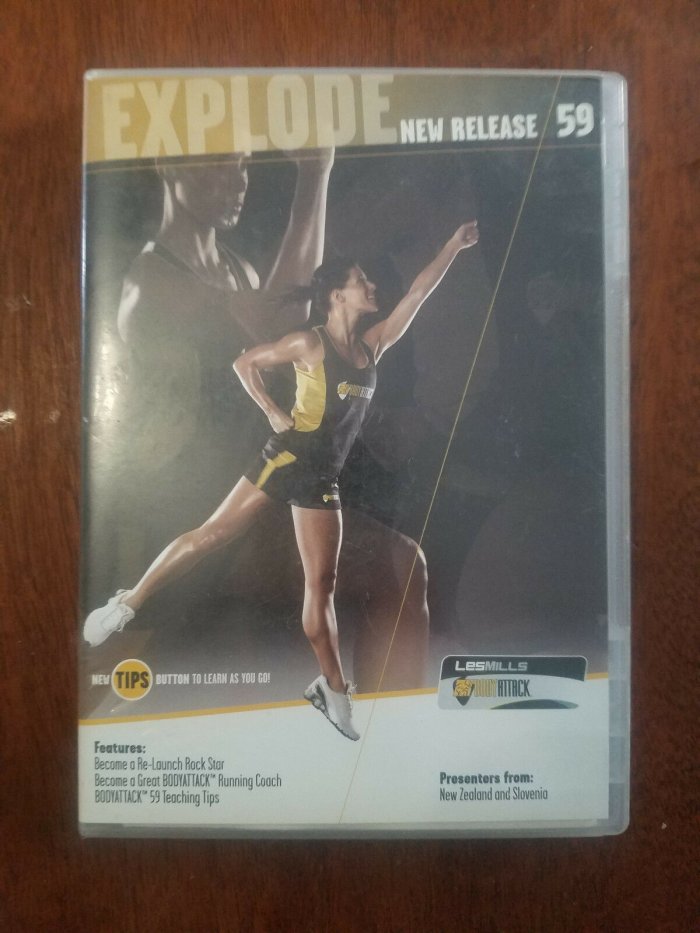 EXPLODE
NEW RELEASE 59
BODYATTACK
NEW TIPS BUTTON TO LEARN AS YOU GO!
LESMILLS
BODYATTACK
Features:
Become a Re-Launch Rock Star
Become a Great BODYATTACK™ Running Coach
BODYATTACK™ 59 Teaching Tips
Presenters from:
New Zealand and Slovenia